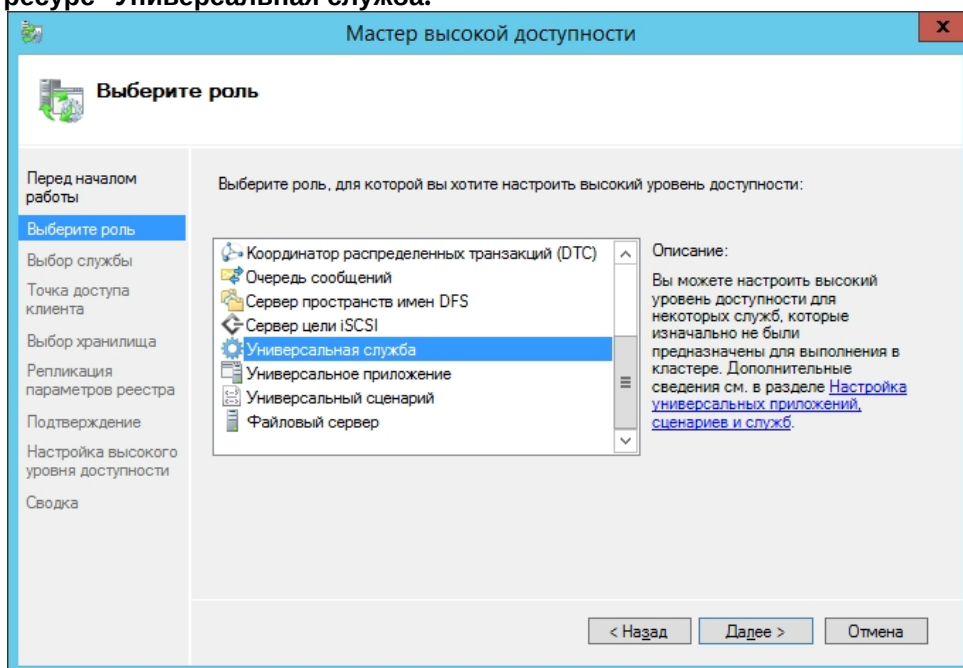 ресурс "Универсальная служба.
Мастер высокой доступности
x
Выберите роль
Перед началом
работы
Выберите роль
Выбор службы
Точка доступа
клиента
Выбор хранилища
Репликация
параметров реестра
Подтверждение
Настройка высокого
уровня доступности
Сводка
Выберите роль, для которой вы хотите настроить высокий уровень доступности:
Координатор распределенных транзакций (DTC)
Очередь сообщений
Сервер пространств имен DFS
Сервер цели iSCSI
Универсальная служба
Универсальное приложение
Универсальный сценарий
Файловый сервер
Описание:
Вы можете настроить высокий
уровень доступности для
некоторых служб, которые
изначально не были
предназначены для выполнения в
кластере. Дополнительные
сведения см. в разделе Настройка
универсальных приложений,
сценариев и служб.
< Назад
Далее >
Отмена